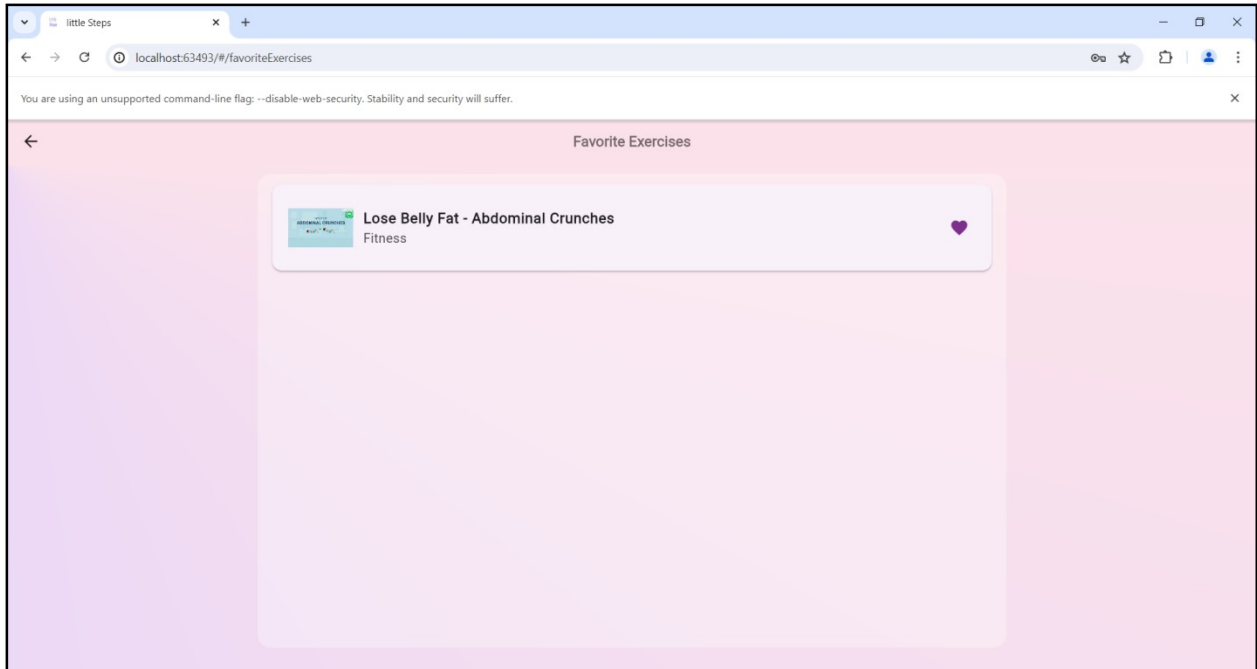 little Steps
localhost:63493/#/favoriteExercises
You are using an unsupported command-line flag: --disable-web-security. Stability and security will suffer.
Favorite Exercises
ABDOMINAL CRUNCHES
Lose Belly Fat - Abdominal Crunches
Fitness